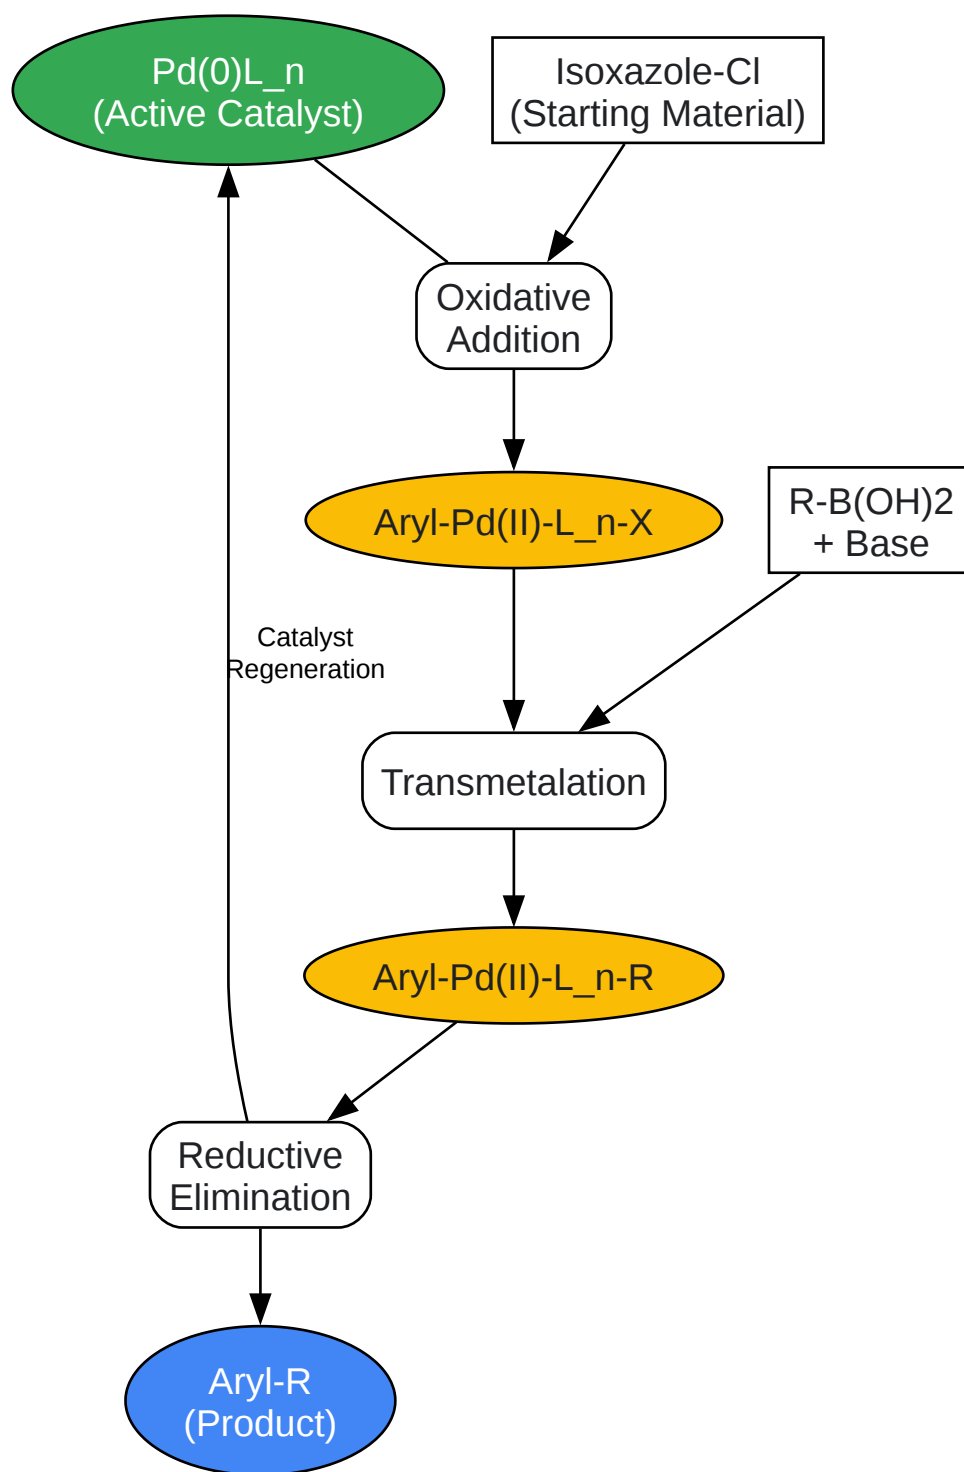 Pd(0)L_n
(Active Catalyst)
Isoxazole-Cl
(Starting Material)
Oxidative
Addition
Aryl-Pd(II)-L_n-X
R-B(OH)2
+ Base
Catalyst
Regeneration
Transmetalation
Aryl-Pd(II)-L_n-R
Reductive
Elimination
Aryl-R
(Product)